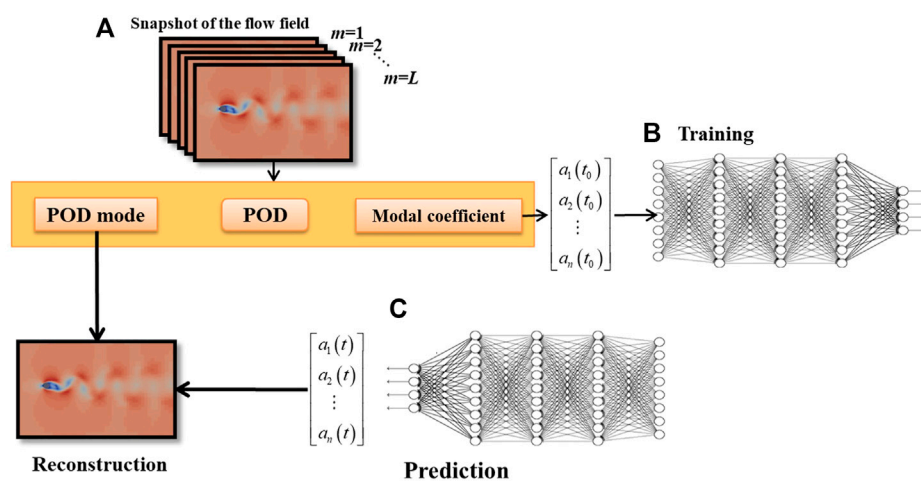 A
Snapshot of the flow field
m=1
m=2
m=L
B Training
POD mode
POD
Modal coefficient
a₁(t₀)
a₂(t₀)
⋮
aₙ(t₀)
C
a₁(t)
a₂(t)
⋮
aₙ(t)
Reconstruction
Prediction